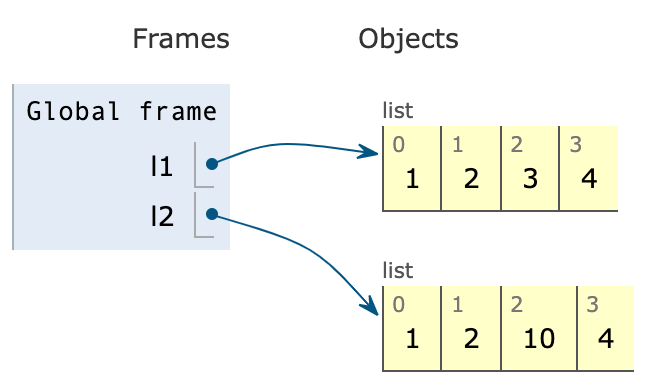 Frames Objects
Global frame
l1
l2
list
0 1 2 3
1 2 3 4
list
0 1 2 3
1 2 10 4